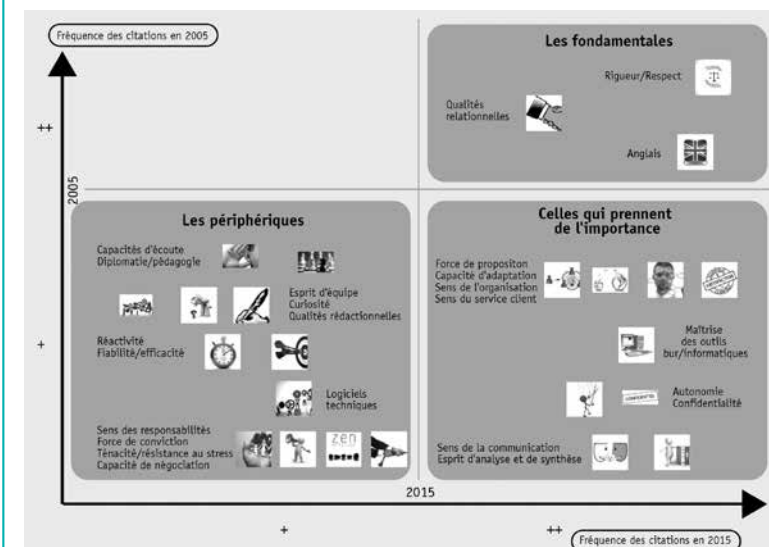 Fréquence des citations en 2005
++
2005
+
Les fondamentales
Rigueur/Respect
Qualités
relationnelles
Anglais
Les périphériques
Capacités d'écoute
Diplomatie/pédagogie
Esprit d'équipe
Curiosité
Qualités rédactionnelles
Réactivité
Fiabilité/efficacité
Logiciels
techniques
Sens des responsabilités
Force de conviction
Ténacité/résistance au stress
Capacité de négociation
zen
Celles qui prennent
de l'importance
Force de propositon
Capacité d'adaptation
Sens de l'organisation
Sens du service client
Maîtrise
des outils
bur/informatiques
Autonomie
Confidentialité
Sens de la communication
Esprit d'analyse et de synthèse
2015
+
++
Fréquence des citations en 2015